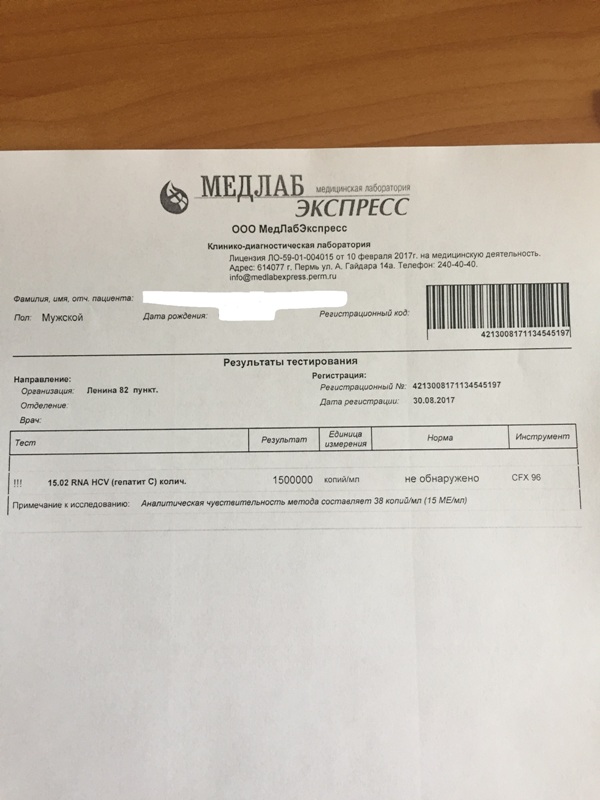 МЕДЛАБ медицинская лаборатория
ЭКСПРЕСС
ООО МедЛабЭкспресс
Клинико-диагностическая лаборатория
Лицензия ЛО-59-01-004015 от 10 февраля 2017г. на медицинскую деятельность.
Адрес: 614077 г. Пермь ул. А. Гайдара 14а. Телефон: 240-40-40.
info@medlabexpress.perm.ru
Фамилия, имя, отч. пациента:
Пол: Мужской Дата рождения: Регистрационный код:
4213008171134545197
Результаты тестирования
Направление: Регистрация:
Организация: Ленина 82 пункт. Регистрационный №: 4213008171134545197
Отделение: Дата регистрации: 30.08.2017
Врач:
Тест Результат Единица измерения Норма Инструмент
!!! 15.02 RNA HCV (гепатит С) колич. 1500000 копий/мл не обнаружено CFX 96
Примечание к исследованию: Аналитическая чувствительность метода составляет 38 копий/мл (15 МЕ/мл)